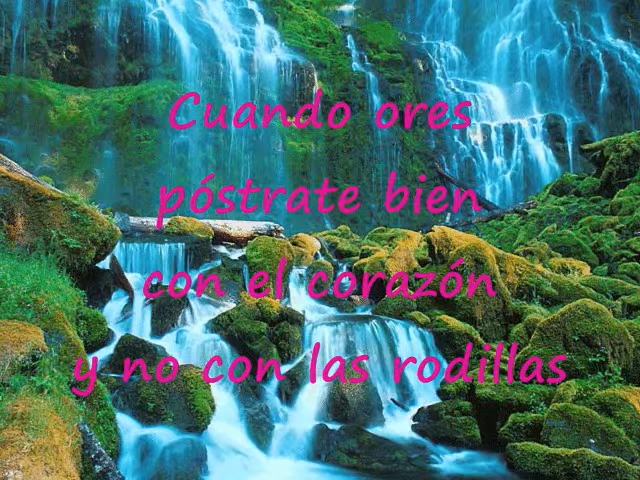 Cuando ores
póstrate bien
con el corazón
y no con las rodillas